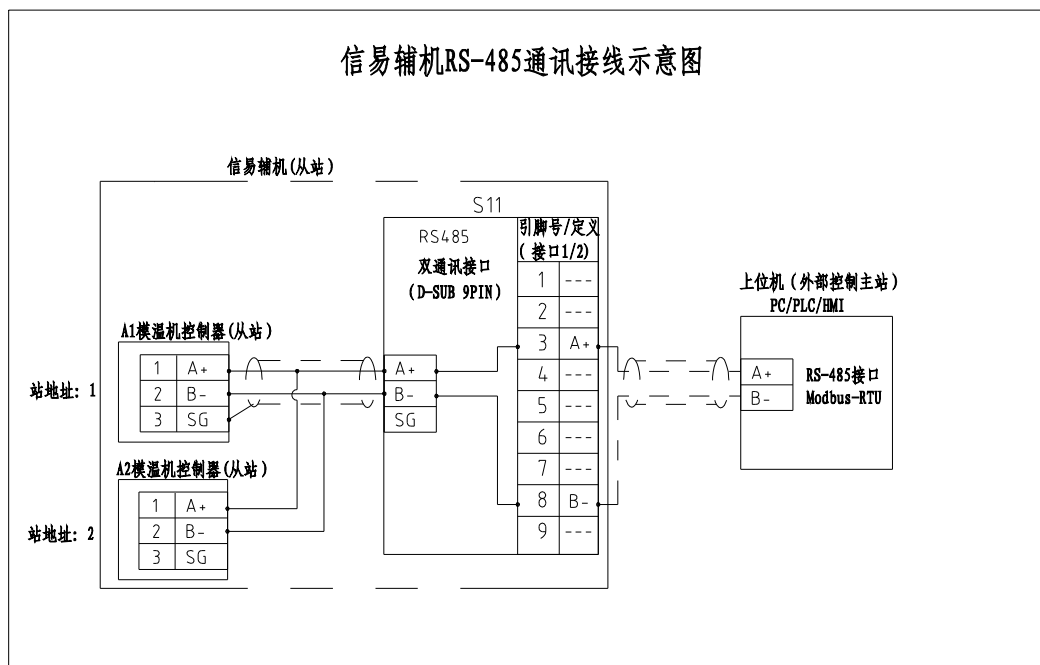 信易辅机RS-485通讯接线示意图
信易辅机(从站)
S11
RS485
双通讯接口
(D-SUB 9PIN)
引脚号/定义
( 接口1/2)
1 ---
2 ---
3 A+
4 ---
5 ---
6 ---
7 ---
8 B-
9 ---
A+
B-
SG
A1模温机控制器(从站)
1 A+
2 B-
3 SG
站地址: 1
A2模温机控制器(从站)
1 A+
2 B-
3 SG
站地址: 2
上位机(外部控制主站)
PC/PLC/HMI
A+
B-
RS-485接口
Modbus-RTU